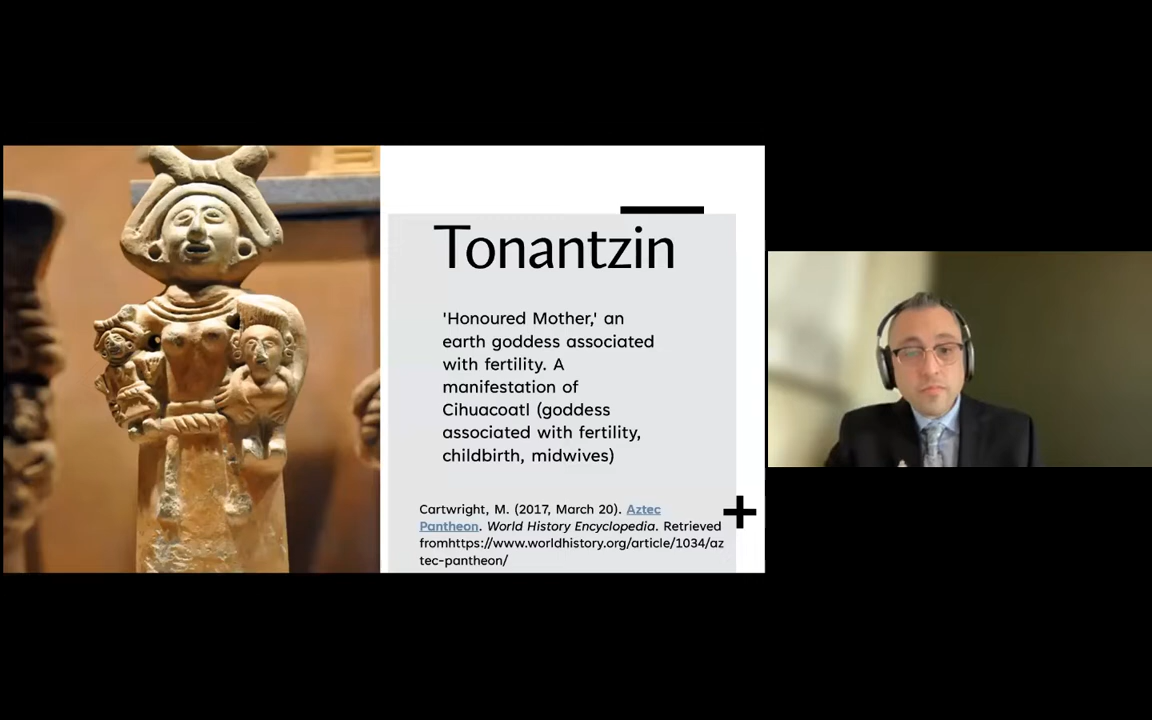 Tonantzin
'Honoured Mother,' an
earth goddess associated
with fertility. A
manifestation of
Cihuacoatl (goddess
associated with fertility,
childbirth, midwives)
Cartwright, M. (2017, March 20). Aztec
Pantheon. World History Encyclopedia. Retrieved
fromhttps://www.worldhistory.org/article/1034/az
tec-pantheon/